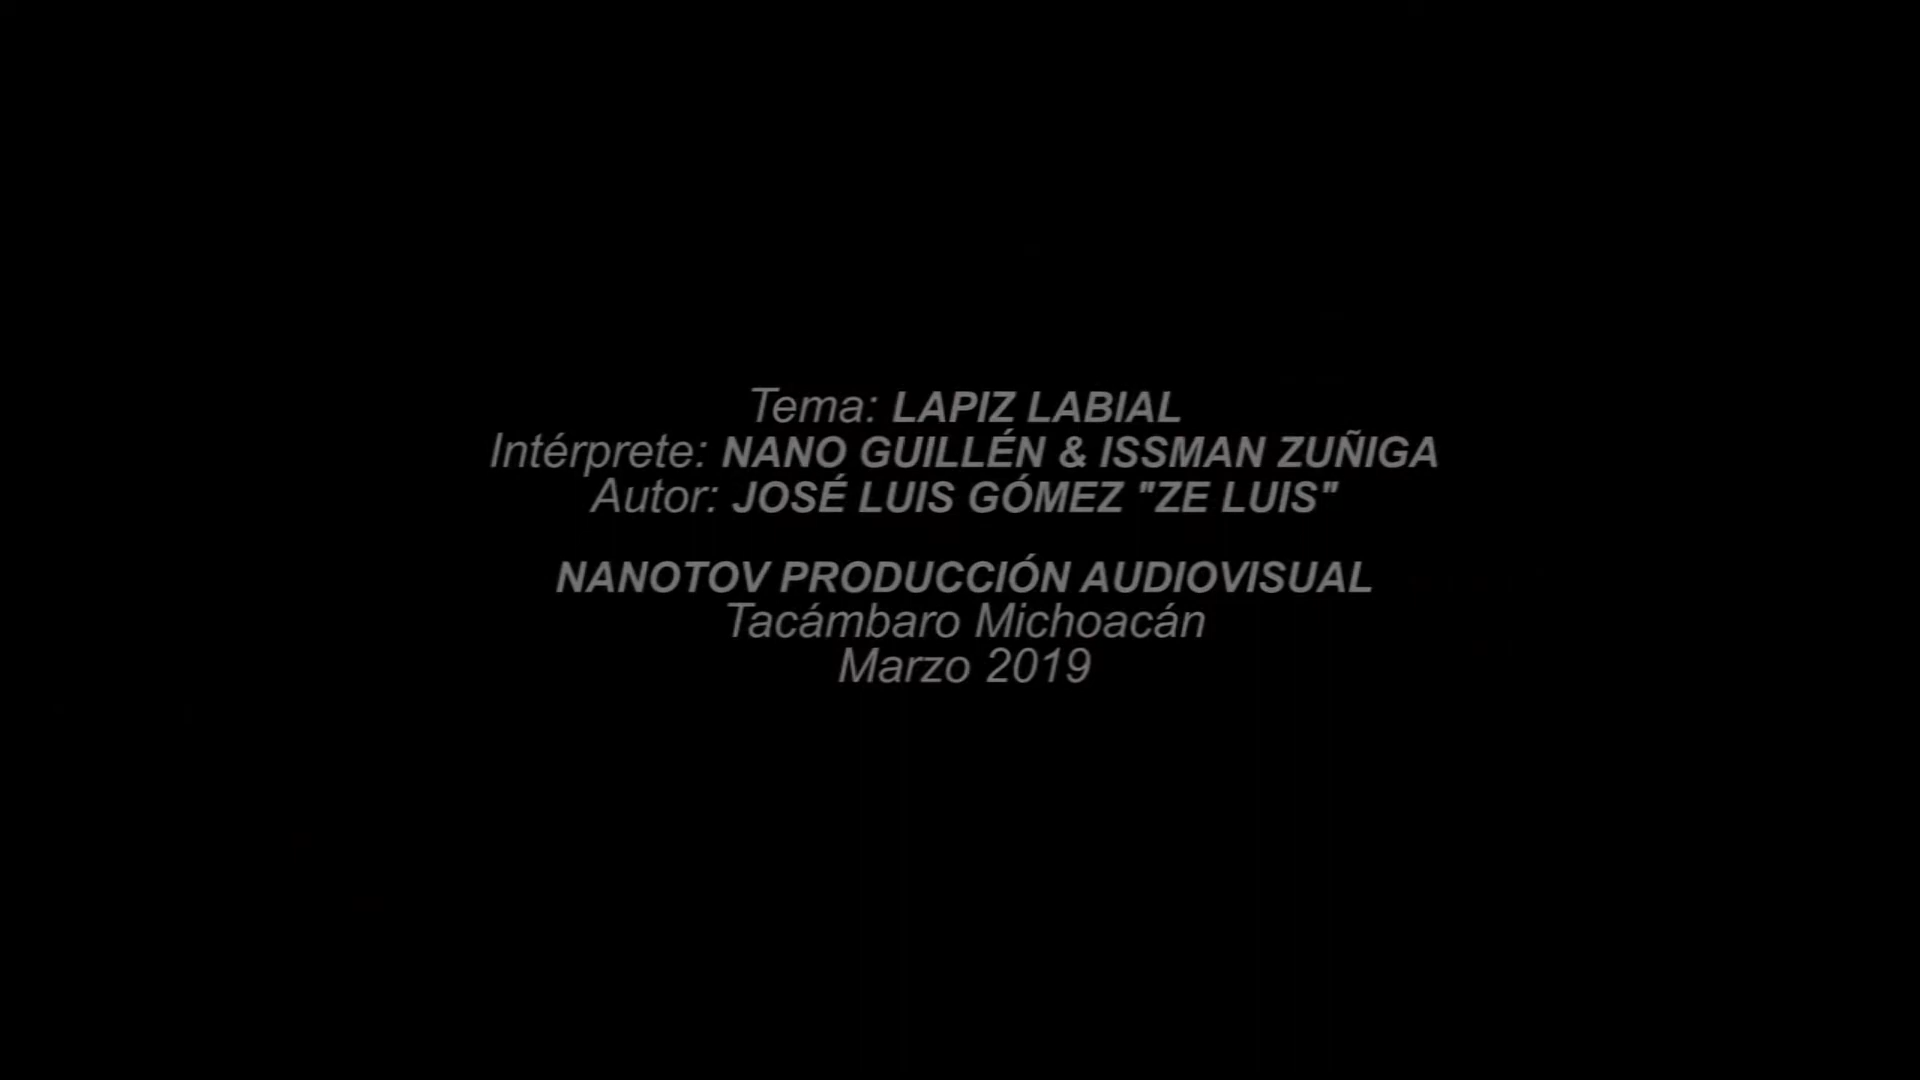 Tema: LAPIZ LABIAL
Intérprete: NANO GUILLÉN & ISSMAN ZUÑIGA
Autor: JOSÉ LUIS GÓMEZ "ZE LUIS"
NANOTOV PRODUCCIÓN AUDIOVISUAL
Tacámbaro Michoacán
Marzo 2019